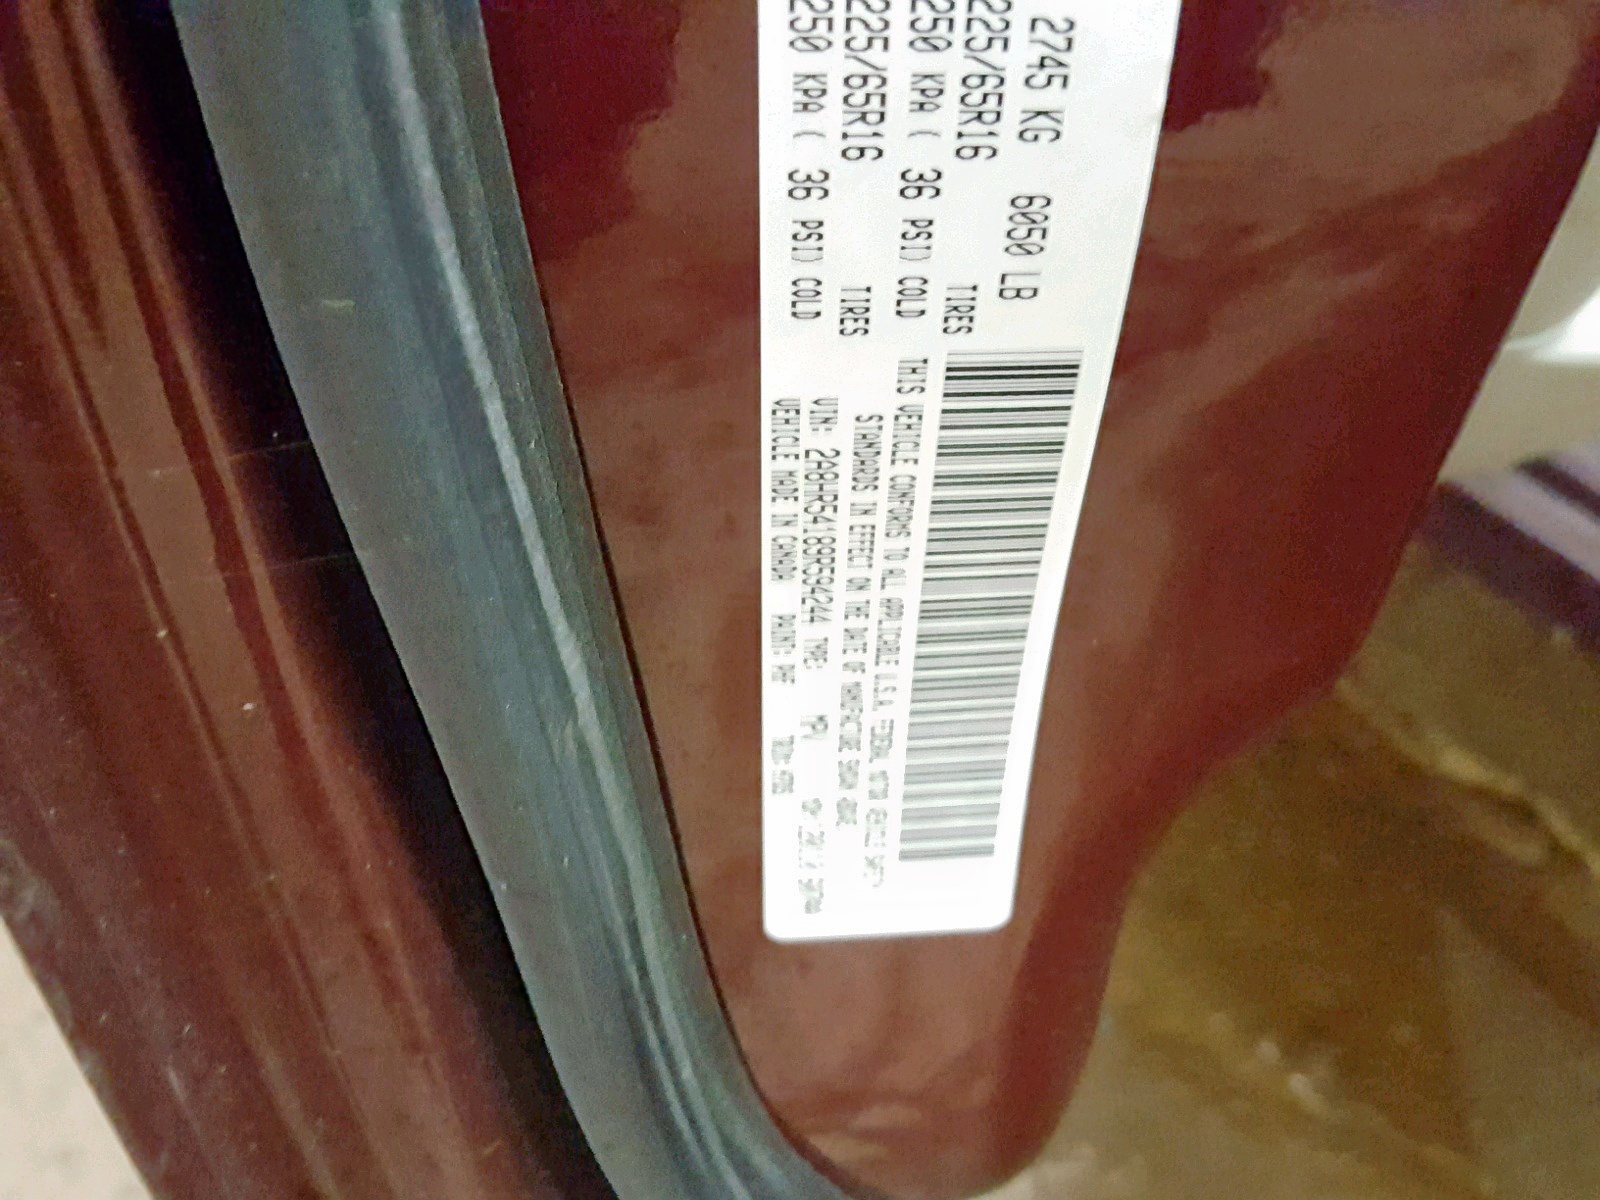 2745 KG 6050 LB
225/65R16 TIRES
250 KPA ( 36 PSI) COLD
225/65R16 TIRES
250 KPA ( 36 PSI) COLD
THIS VEHICLE CONFORMS TO ALL APPLICABLE U.S.A. FEDERAL MOTOR VEHICLE SAFETY
STANDARDS IN EFFECT ON THE DATE OF MANUFACTURE SHOWN ABOVE
VIN: 2A8HR54189R594244 TYPE: MPV
VEHICLE MADE IN CANADA PAINT: TRIM: